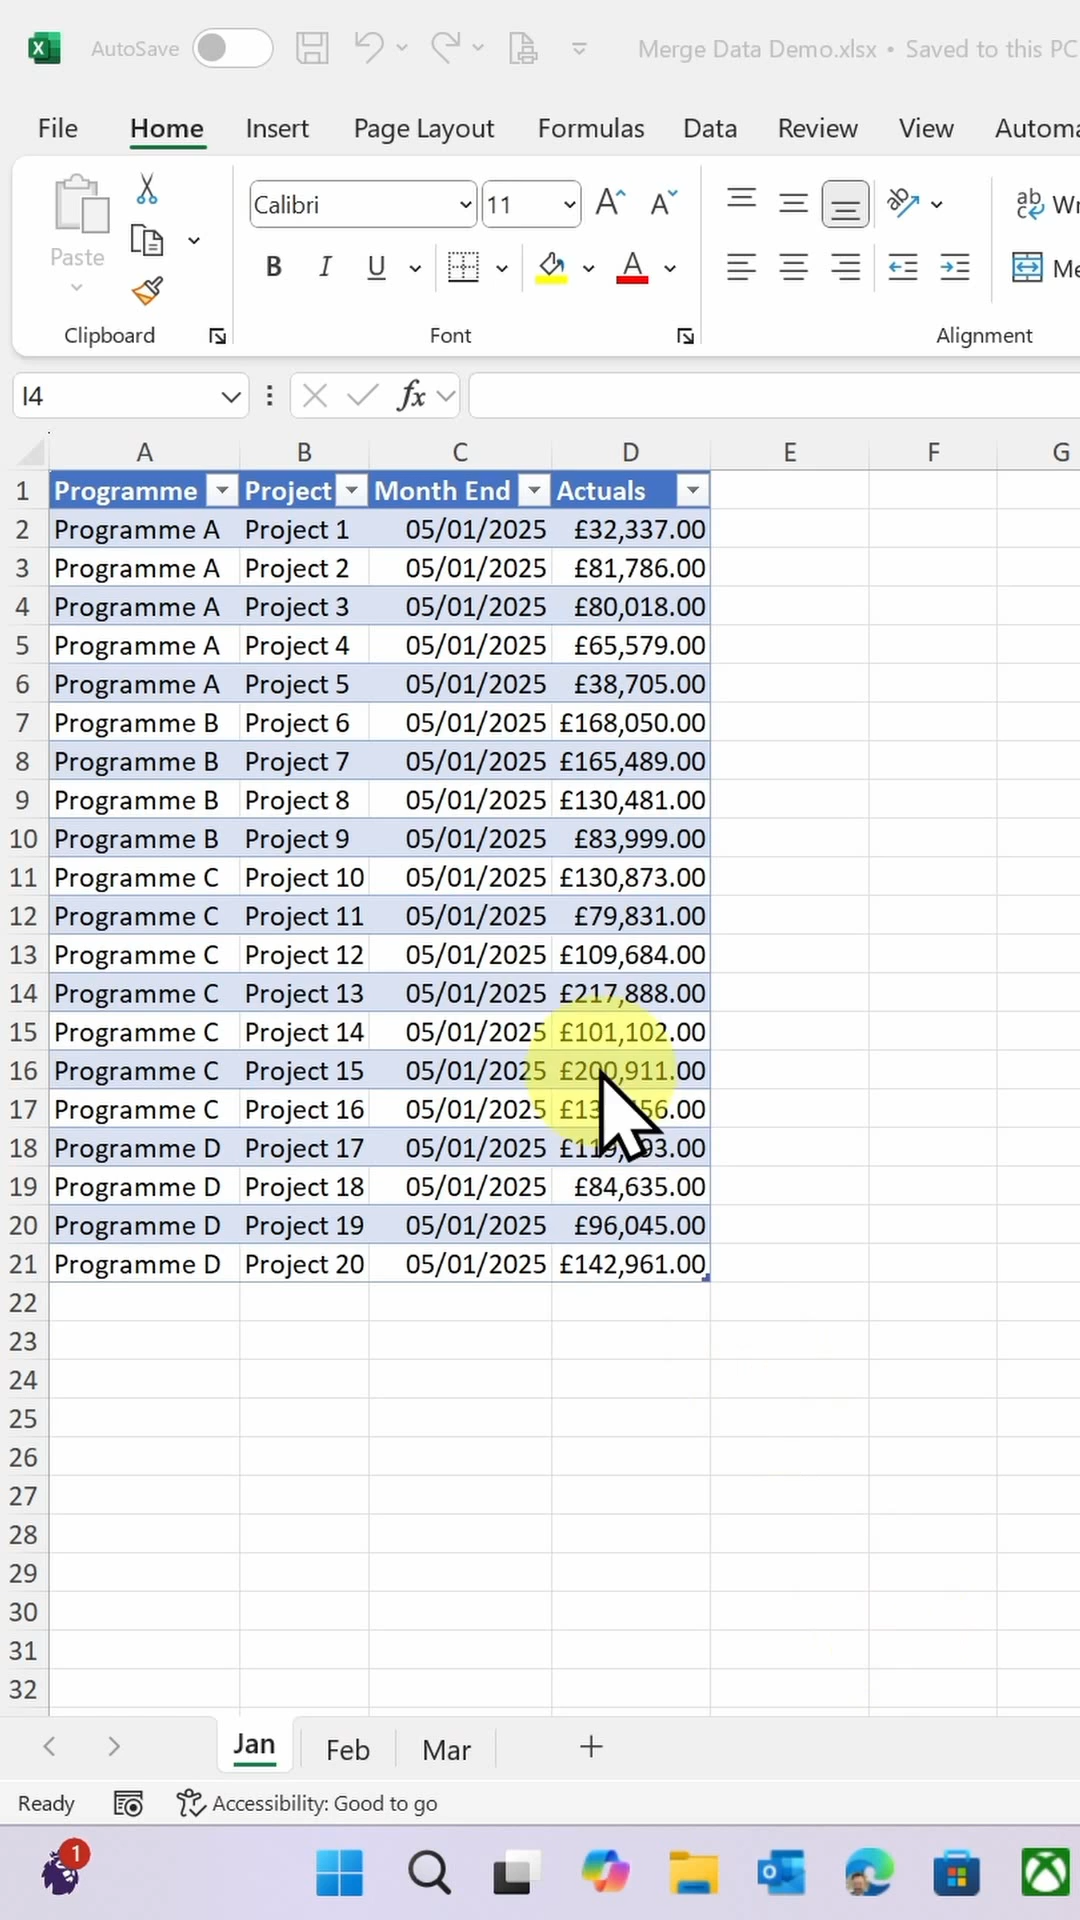 AutoSave Merge Data Demo.xlsx • Saved to this PC
File Home Insert Page Layout Formulas Data Review View Automa
Calibri 11 A A ab Wr
Paste B I U A Me
Clipboard Font Alignment
I4 fx
A B C D E F G
1 Programme Project Month End Actuals
2 Programme A Project 1 05/01/2025 £32,337.00
3 Programme A Project 2 05/01/2025 £81,786.00
4 Programme A Project 3 05/01/2025 £80,018.00
5 Programme A Project 4 05/01/2025 £65,579.00
6 Programme A Project 5 05/01/2025 £38,705.00
7 Programme B Project 6 05/01/2025 £168,050.00
8 Programme B Project 7 05/01/2025 £165,489.00
9 Programme B Project 8 05/01/2025 £130,481.00
10 Programme B Project 9 05/01/2025 £83,999.00
11 Programme C Project 10 05/01/2025 £130,873.00
12 Programme C Project 11 05/01/2025 £79,831.00
13 Programme C Project 12 05/01/2025 £109,684.00
14 Programme C Project 13 05/01/2025 £217,888.00
15 Programme C Project 14 05/01/2025 £101,102.00
16 Programme C Project 15 05/01/2025 £200,911.00
17 Programme C Project 16 05/01/2025
18 Programme D Project 17 05/01/2025
19 Programme D Project 18 05/01/2025 £84,635.00
20 Programme D Project 19 05/01/2025 £96,045.00
21 Programme D Project 20 05/01/2025 £142,961.00
22
23
24
25
26
27
28
29
30
31
32
Jan Feb Mar
Ready Accessibility: Good to go
1